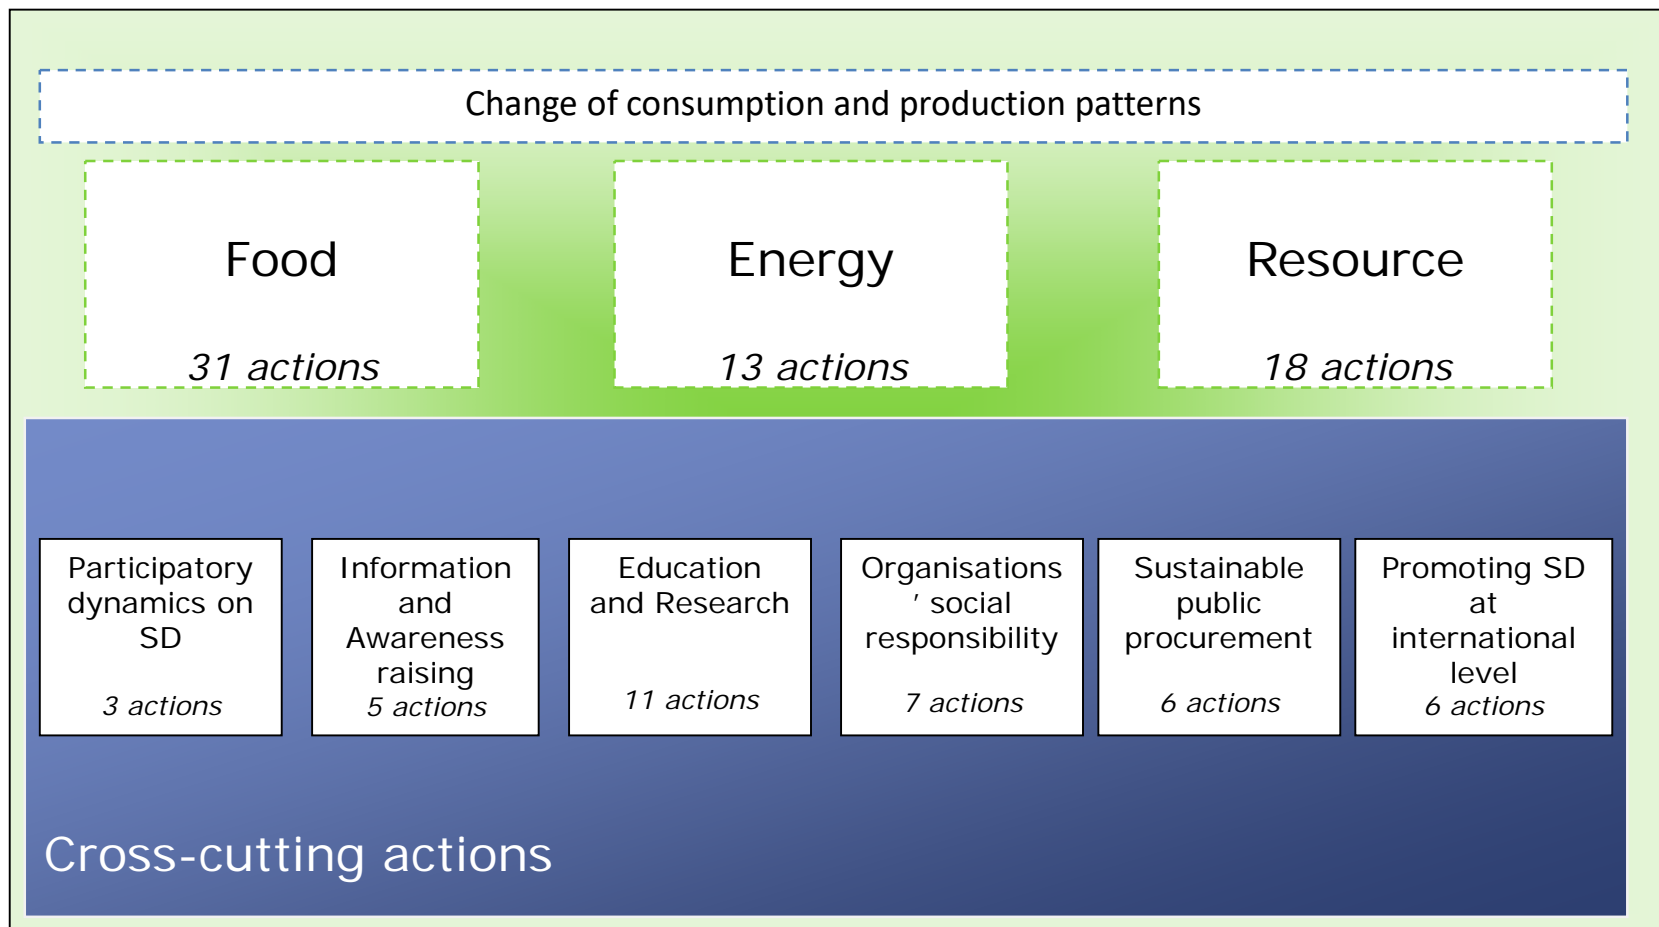 Change of consumption and production patterns
Food
31 actions
Energy
13 actions
Resource
18 actions
Participatory
dynamics on
SD
3 actions
Information
and
Awareness
raising
5 actions
Education
and Research
11 actions
Organisations
’ social
responsibility
7 actions
Sustainable
public
procurement
6 actions
Promoting SD
at
international
level
6 actions
Cross-cutting actions